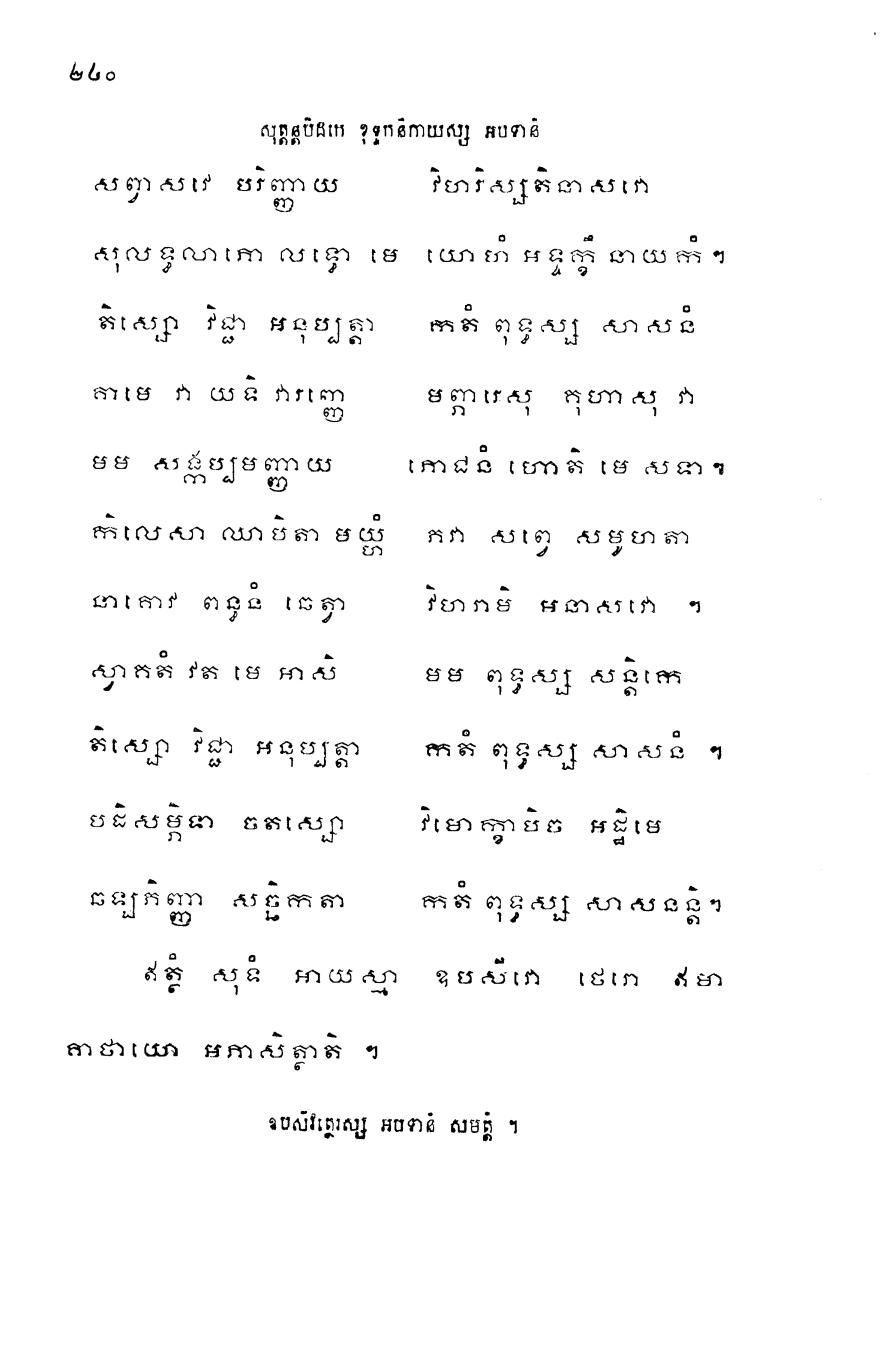 ២៤០
សុត្តន្តបិដកេ ខុទ្ទកនិកាយស្ស អបទានំ
សព្វាសវេ បរិញ្ញាយ វិហរិស្សតិនាសវោ
សុលទ្ធលាភោ លទ្ធោ មេ យោហំ អទ្ទក្ខឹ នាយកំ។
តិស្សោ វិជ្ជា អនុប្បត្តា កតំ ពុទ្ធស្ស សាសនំ
គាមេ វា យទិ វារញ្ញេ បព្ភារេសុ គុហាសុ វា
មម សង្កប្បមញ្ញាយ ភោជនំ ហោតិ មេ សទា។
កិលេសា ឈាបិតា មយ្ហំ ភវា សព្វេ សមូហតា
នាគោវ ពន្ធនំ ឆេត្វា វិហរាមិ អនាសវោ ។
ស្វាគតំ វត មេ អាសិ មម ពុទ្ធស្ស សន្តិកេ
តិស្សោ វិជ្ជា អនុប្បត្តា កតំ ពុទ្ធស្ស សាសនំ ។
បដិសម្ភិទា ចតស្សោ វិមោក្ខាបិច អដ្ឋិមេ
ឆឡភិញ្ញា សច្ឆិកតា កតំ ពុទ្ធស្ស សាសនន្តិ។
ឥត្ថំ សុទំ អាយស្មា ឧបសីវោ ថេរោ ឥមា
គាថាយោ អភាសិត្ថាតិ ។
ឧបសីវត្ថេរស្ស អបទានំ សមត្តំ ។